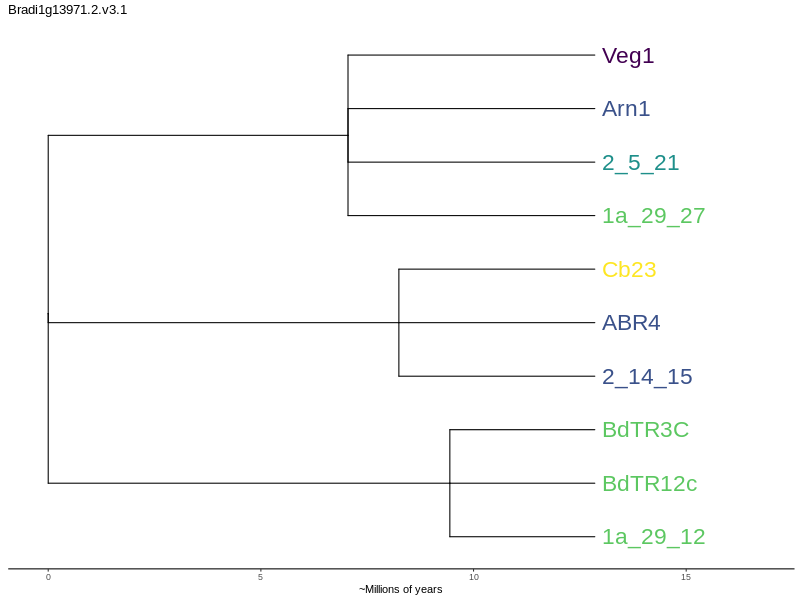 Bradi1g13971.2.v3.1
Veg1
Arn1
2_5_21
1a_29_27
Cb23
ABR4
2_14_15
BdTR3C
BdTR12c
1a_29_12
0 5 10 15
~Millions of years